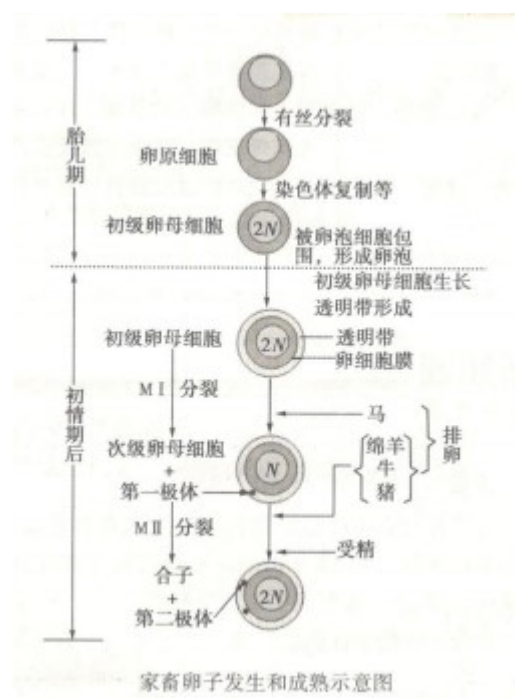 有丝分裂
胎儿期
卵原细胞
染色体复制等
初级卵母细胞
2N
被卵泡细胞包
围，形成卵泡
初级卵母细胞生长
透明带形成
初级卵母细胞
2N
透明带
卵细胞膜
初情期后
MⅠ 分裂
马
次级卵母细胞
+
第一极体
N
绵羊
牛
猪
排卵
MⅡ 分裂
受精
合子
+
第二极体
2N
家畜卵子发生和成熟示意图